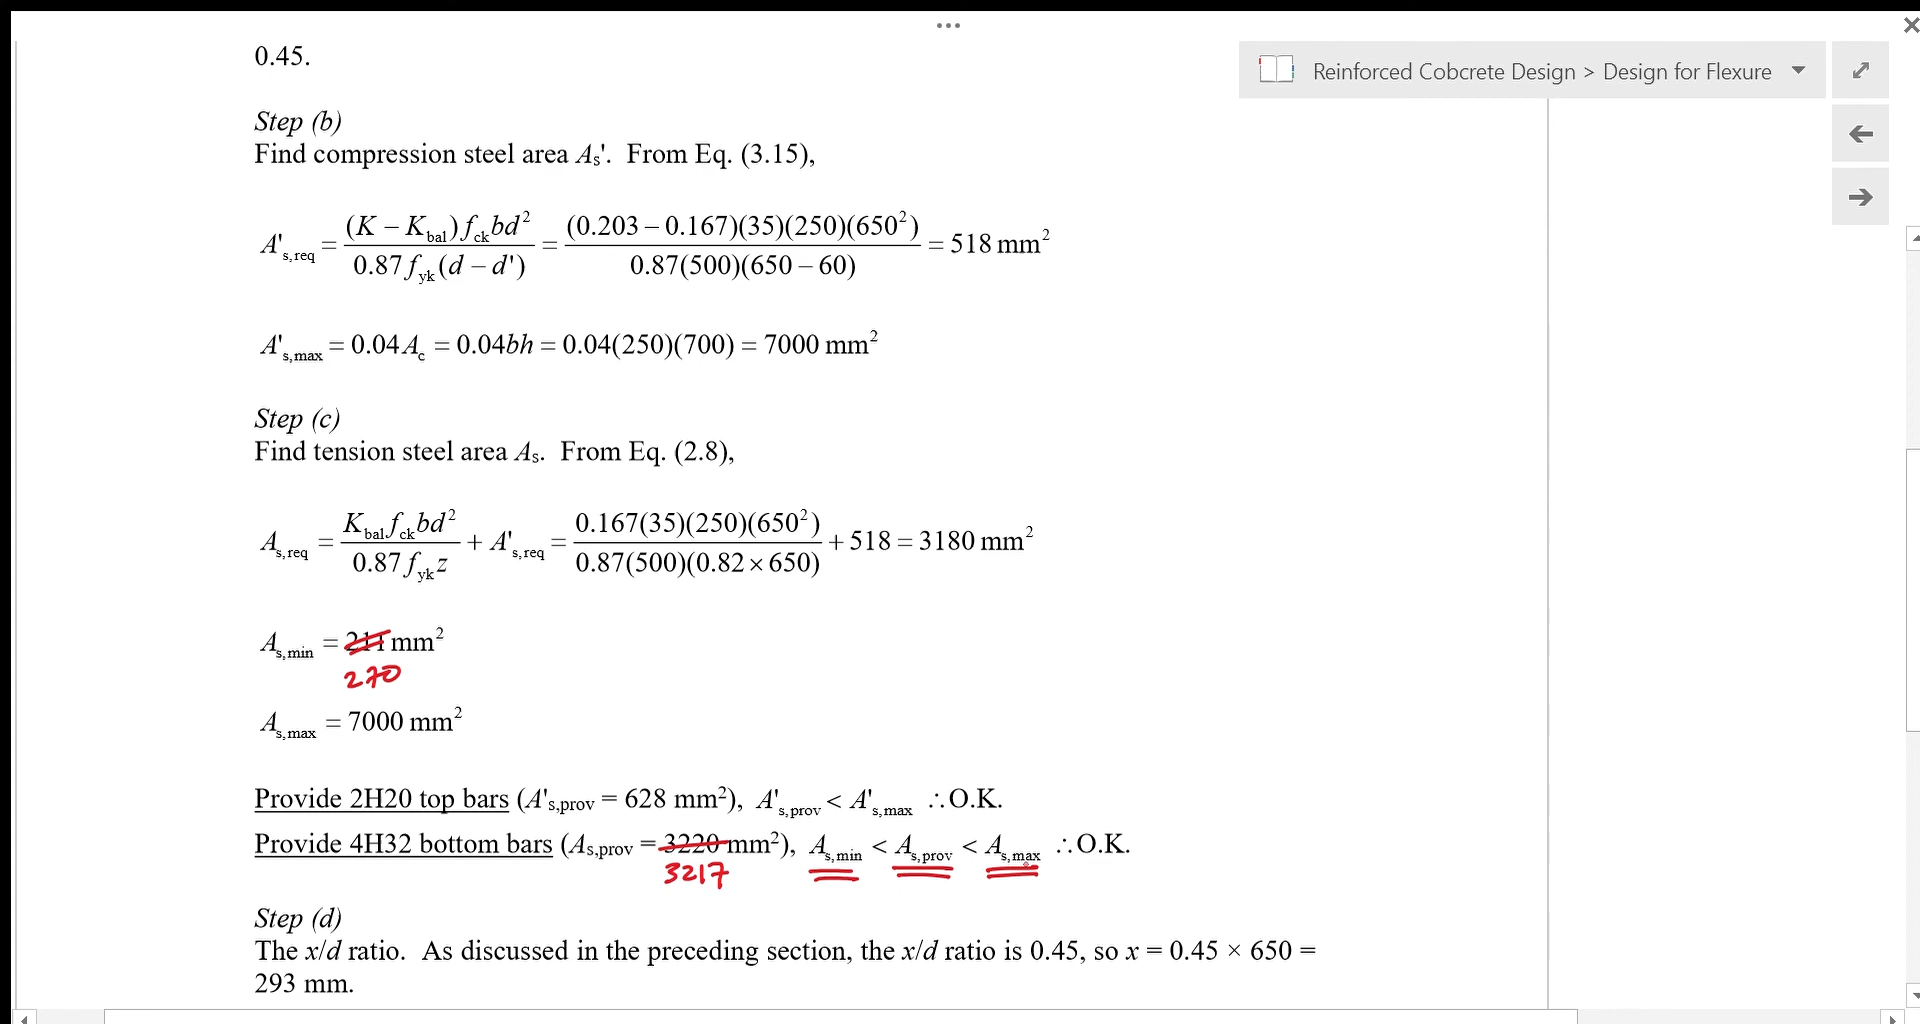 0.45.
Reinforced Cobcrete Design > Design for Flexure
Step (b)
Find compression steel area As'. From Eq. (3.15),
A's,req = (K − Kbal)fckbd² / 0.87fyk(d − d') = (0.203 − 0.167)(35)(250)(650²) / 0.87(500)(650 − 60) = 518 mm²
A's,max = 0.04Ac = 0.04bh = 0.04(250)(700) = 7000 mm²
Step (c)
Find tension steel area As. From Eq. (2.8),
As,req = Kbalfckbd² / 0.87fykz + A's,req = 0.167(35)(250)(650²) / 0.87(500)(0.82 × 650) + 518 = 3180 mm²
As,min = 211 mm²
270
As,max = 7000 mm²
Provide 2H20 top bars (A's,prov = 628 mm²), A's,prov < A's,max ∴O.K.
Provide 4H32 bottom bars (As,prov = 3220 mm²), As,min < As,prov < As,max ∴O.K.
3217
Step (d)
The x/d ratio. As discussed in the preceding section, the x/d ratio is 0.45, so x = 0.45 × 650 =
293 mm.